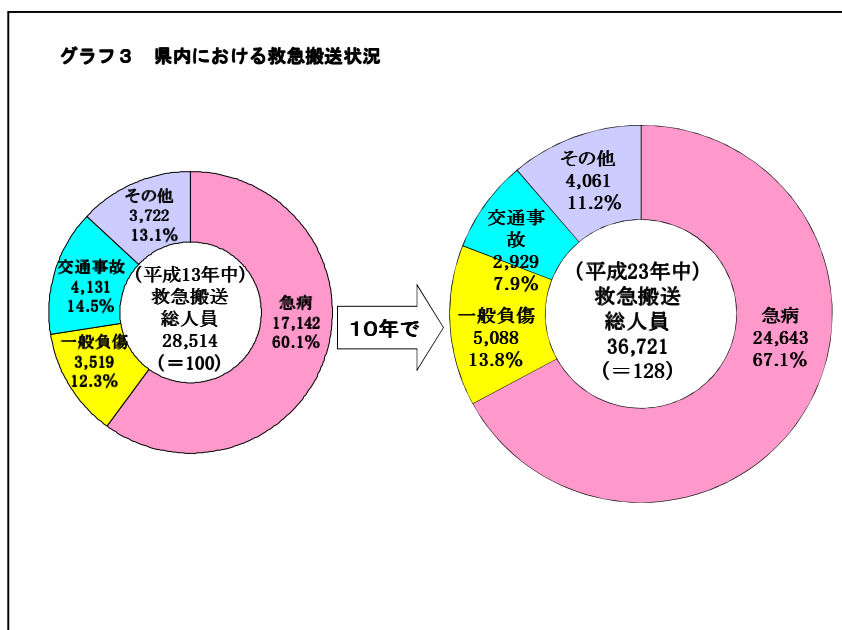 グラフ3 県内における救急搬送状況
その他
3,722
13.1%
交通事故
4,131
14.5%
一般負傷
3,519
12.3%
(平成13年中)
救急搬送
総人員
28,514
(=100)
急病
17,142
60.1%
10年で
その他
4,061
11.2%
交通事
故
2,929
7.9%
一般負傷
5,088
13.8%
(平成23年中)
救急搬送
総人員
36,721
(=128)
急病
24,643
67.1%